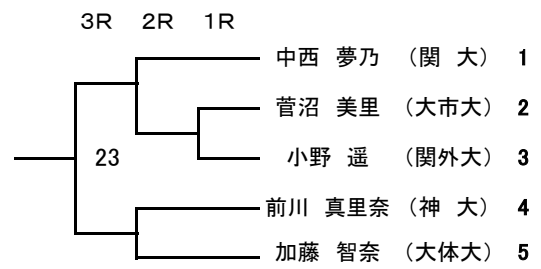 3R 2R 1R
中西 夢乃 （関 大） 1
菅沼 美里 （大市大） 2
23 小野 遥 （関外大） 3
前川 真里奈 （神 大） 4
加藤 智奈 （大体大） 5